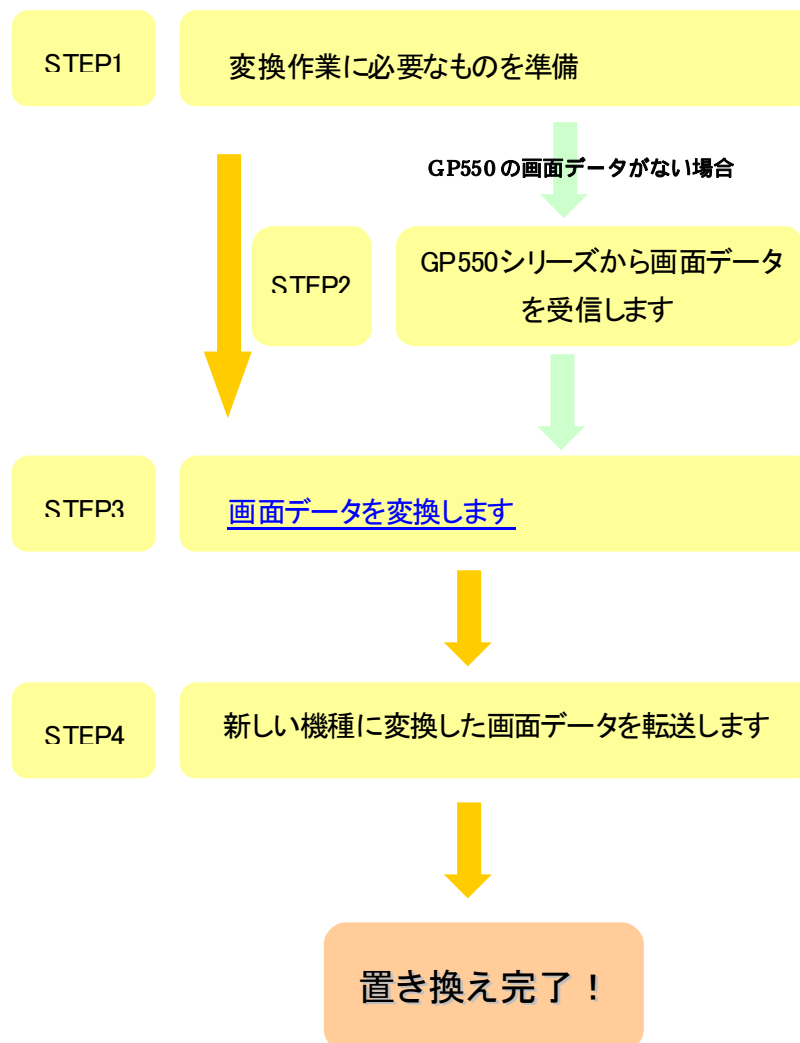 STEP1
変換作業に必要なものを準備
GP550の画面データがない場合
STEP2
GP550シリーズから画面データ
を受信します
STEP3
画面データを変換します
STEP4
新しい機種に変換した画面データを転送します
置き換え完了！